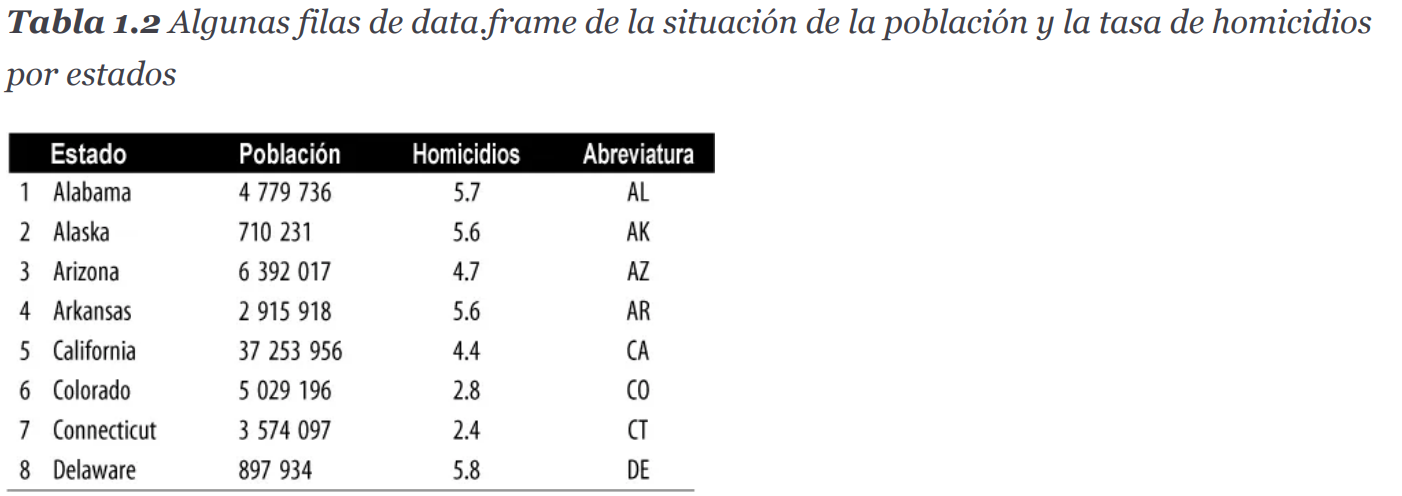 Tabla 1.2 Algunas filas de data.frame de la situación de la población y la tasa de homicidios
por estados
Estado Población Homicidios Abreviatura
1 Alabama 4 779 736 5.7 AL
2 Alaska 710 231 5.6 AK
3 Arizona 6 392 017 4.7 AZ
4 Arkansas 2 915 918 5.6 AR
5 California 37 253 956 4.4 CA
6 Colorado 5 029 196 2.8 CO
7 Connecticut 3 574 097 2.4 CT
8 Delaware 897 934 5.8 DE